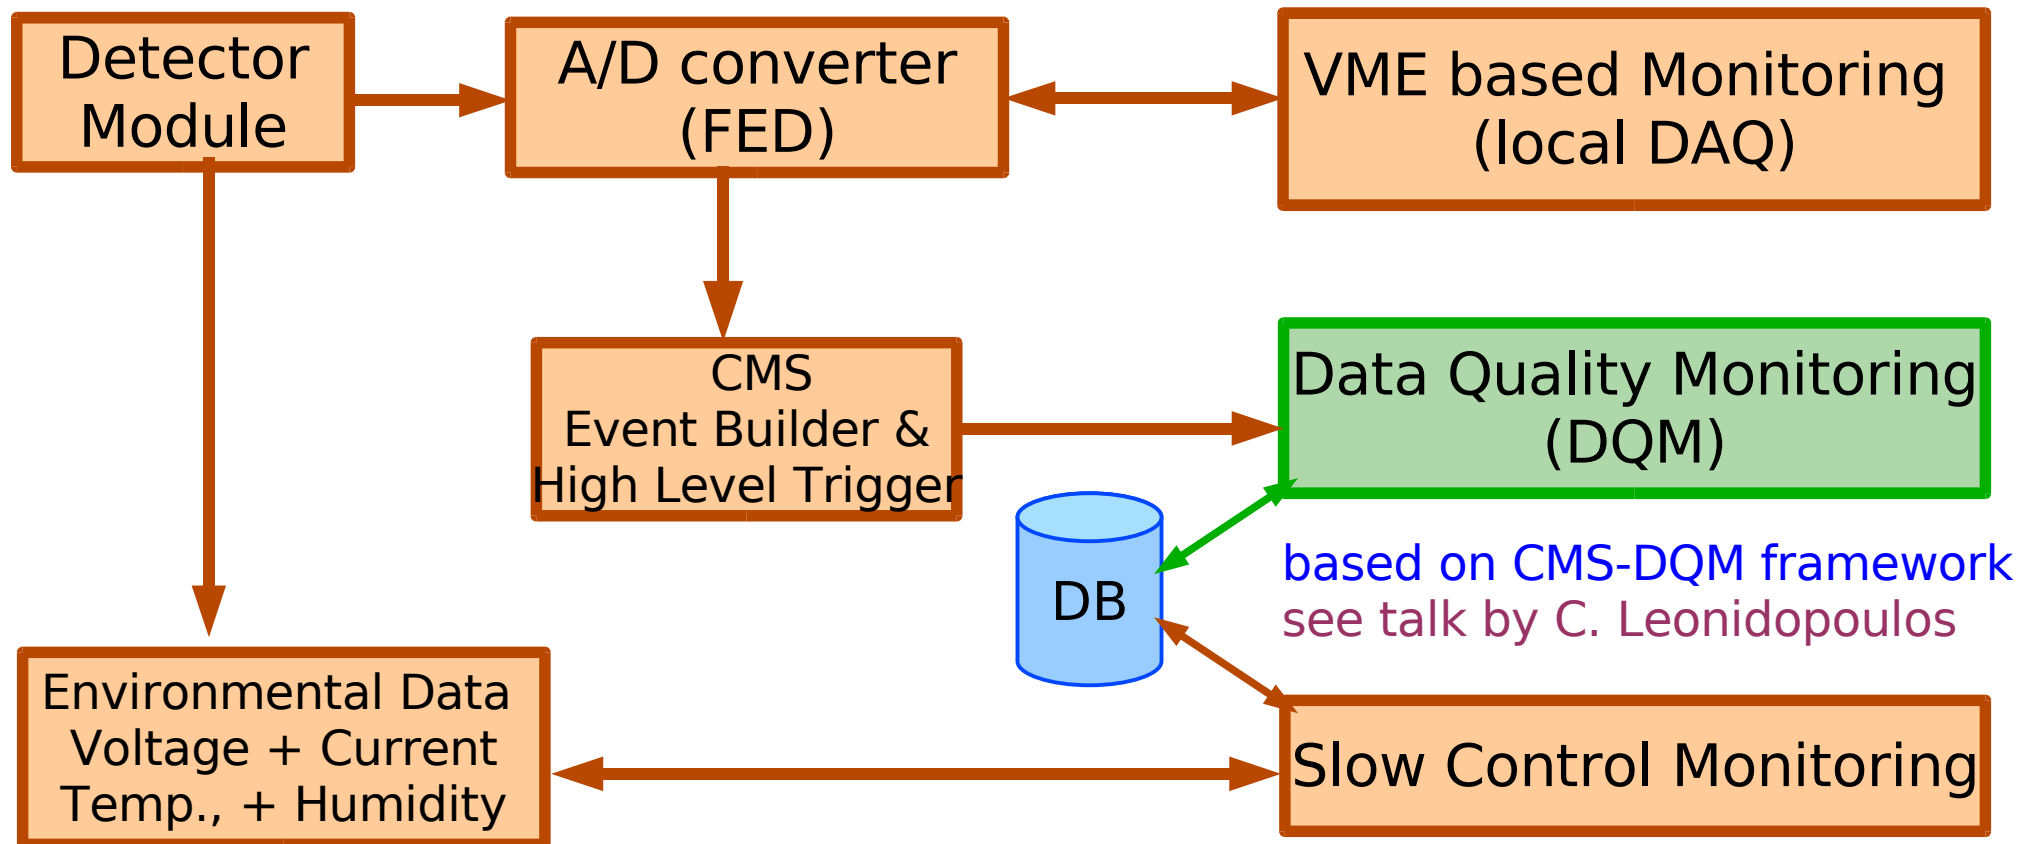 Detector
Module
A/D converter
(FED)
VME based Monitoring
(local DAQ)
CMS
Event Builder &
High Level Trigger
Data Quality Monitoring
(DQM)
DB
based on CMS-DQM framework
see talk by C. Leonidopoulos
Environmental Data
Voltage + Current
Temp., + Humidity
Slow Control Monitoring